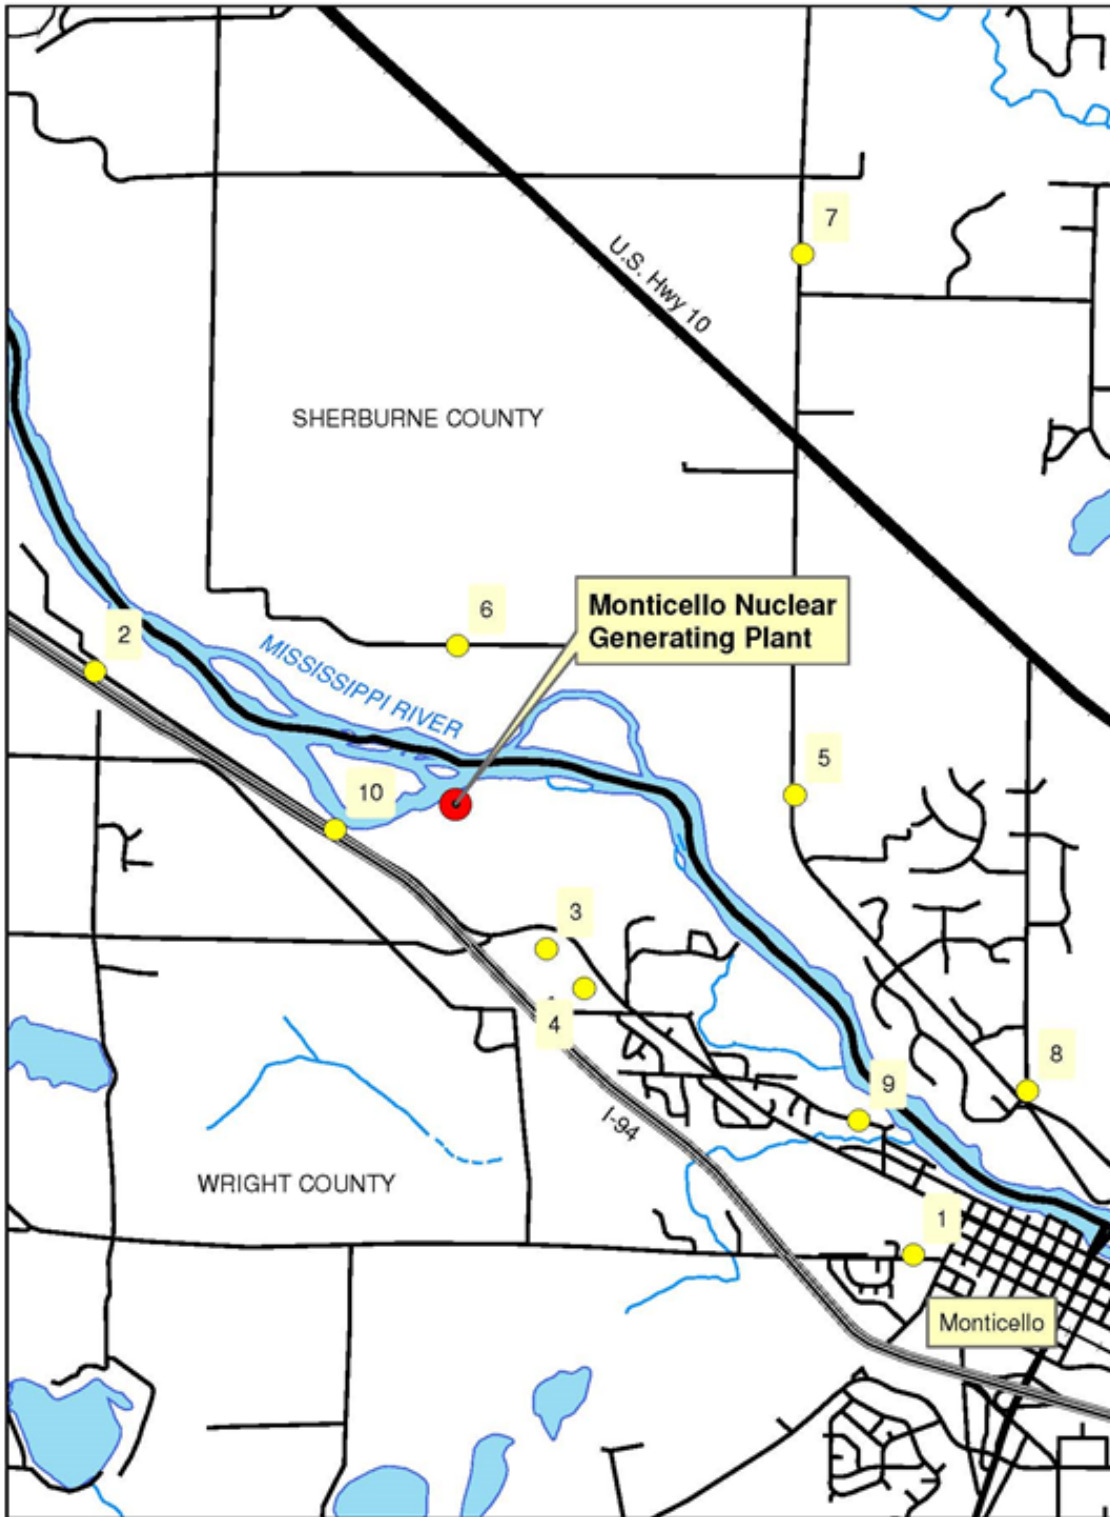 7
U.S. Hwy 10
SHERBURNE COUNTY
6
Monticello Nuclear
Generating Plant
2
MISSISSIPPI RIVER
5
10
3
4
8
9
I-94
WRIGHT COUNTY
1
Monticello